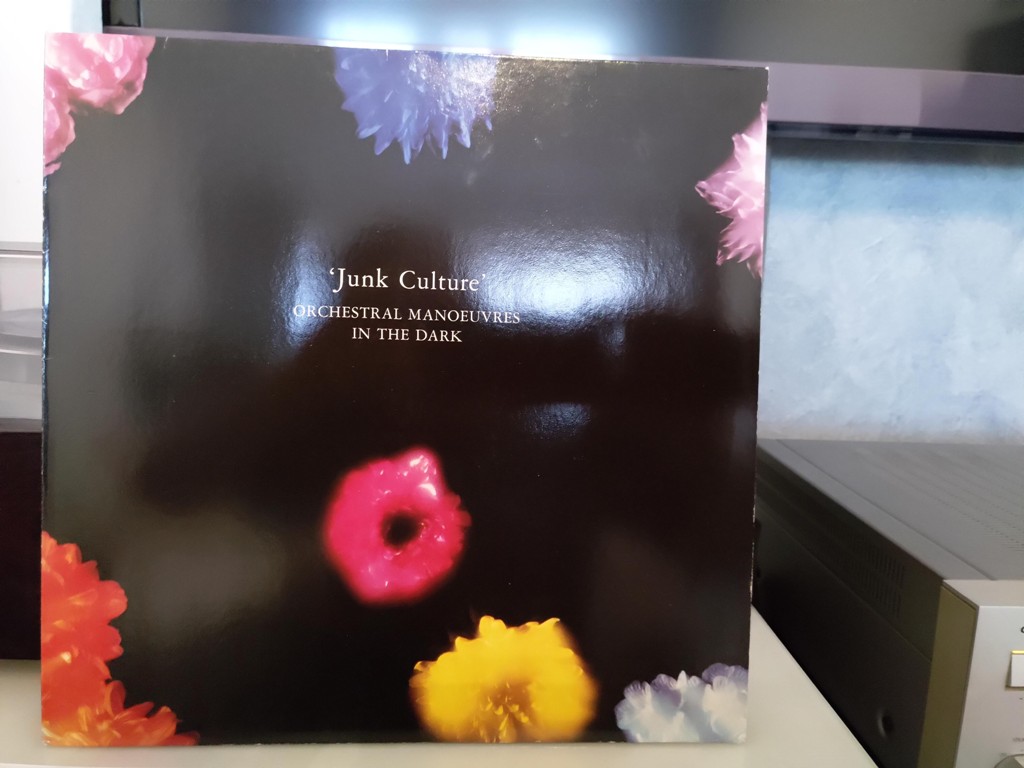 ‘Junk Culture’
ORCHESTRAL MANOEUVRES
IN THE DARK